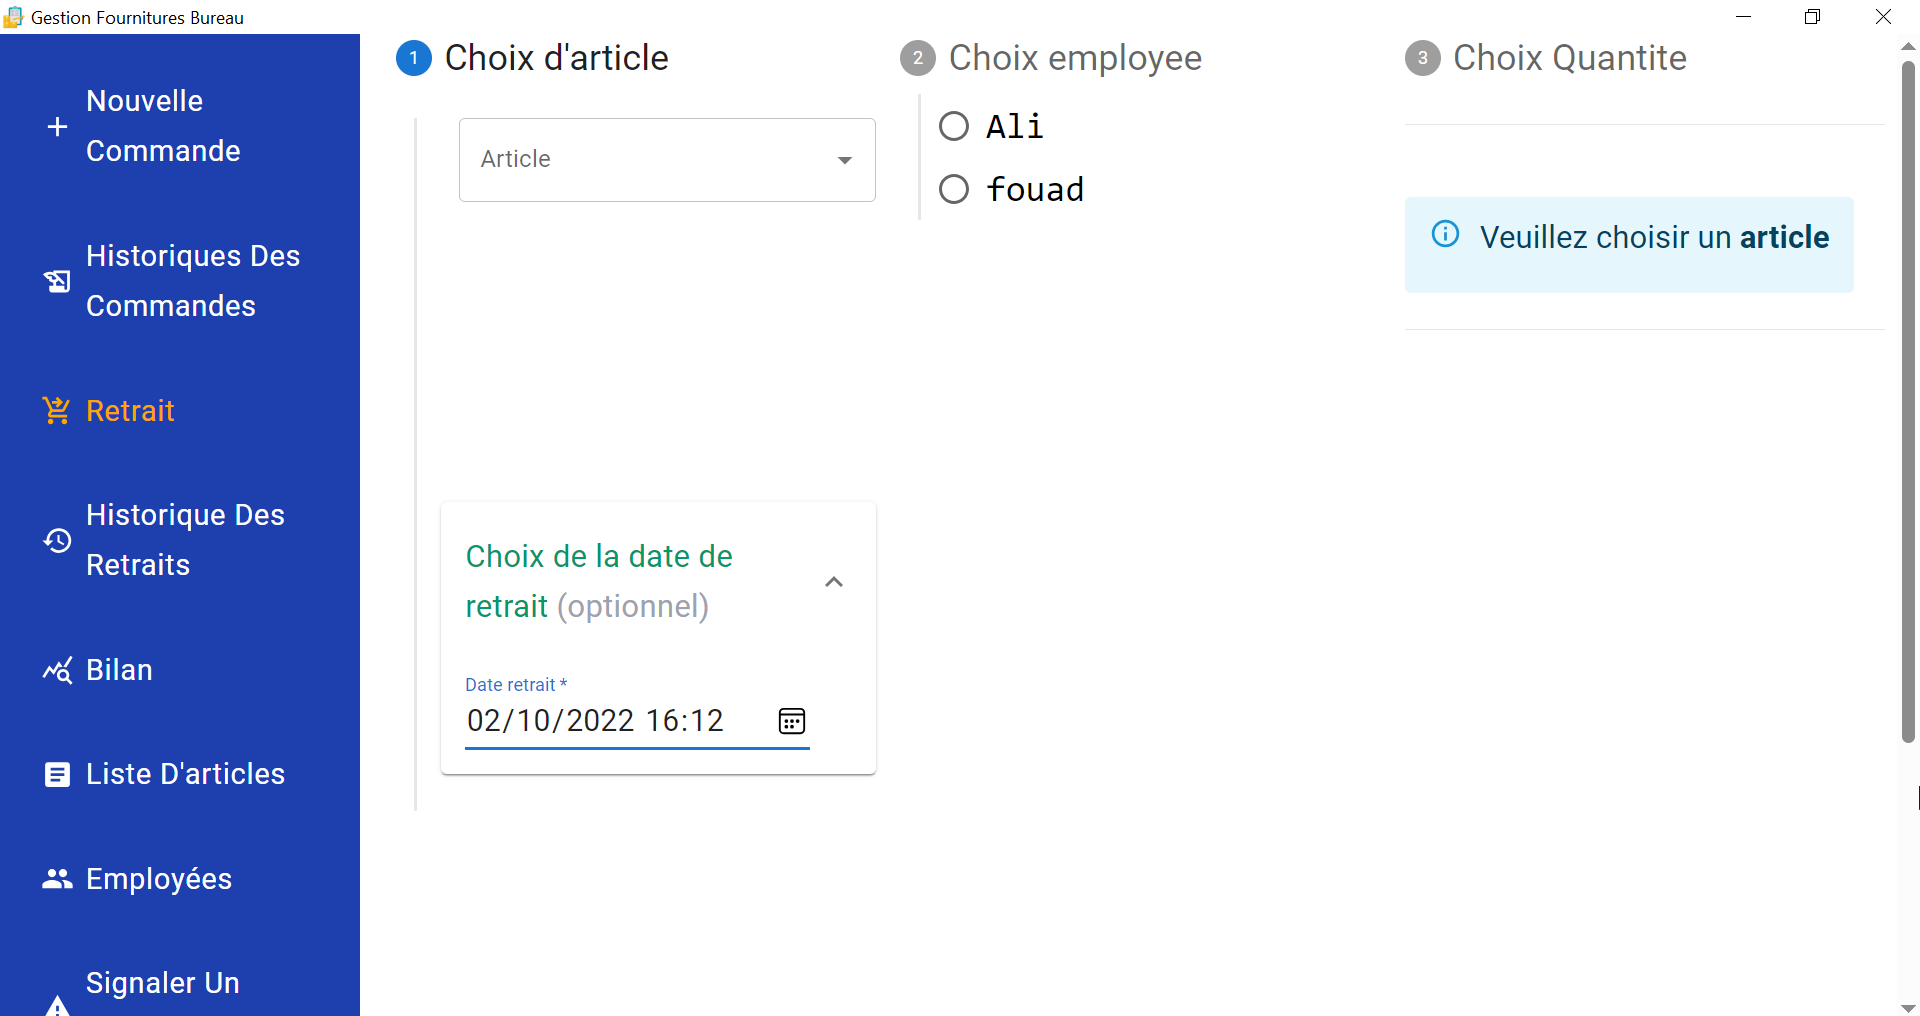 Gestion Fournitures Bureau
Nouvelle
Commande
Historiques Des
Commandes
Retrait
Historique Des
Retraits
Bilan
Liste D'articles
Employées
Signaler Un
1 Choix d'article
Article
Choix de la date de
retrait (optionnel)
Date retrait *
02/10/2022 16:12
2 Choix employee
Ali
fouad
3 Choix Quantite
Veuillez choisir un article